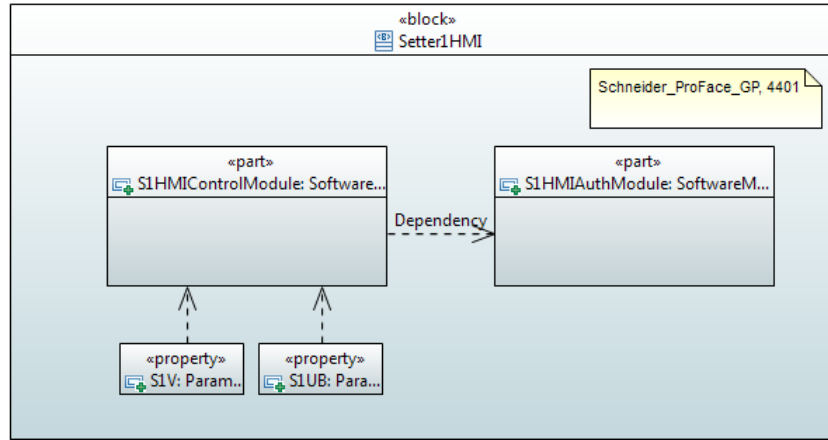 «block»
Setter1HMI
Schneider_ProFace_GP, 4401
«part»
S1HMIControlModule: Software...
«part»
S1HMIAuthModule: SoftwareM...
Dependency
«property»
S1V: Param...
«property»
S1UB: Para...